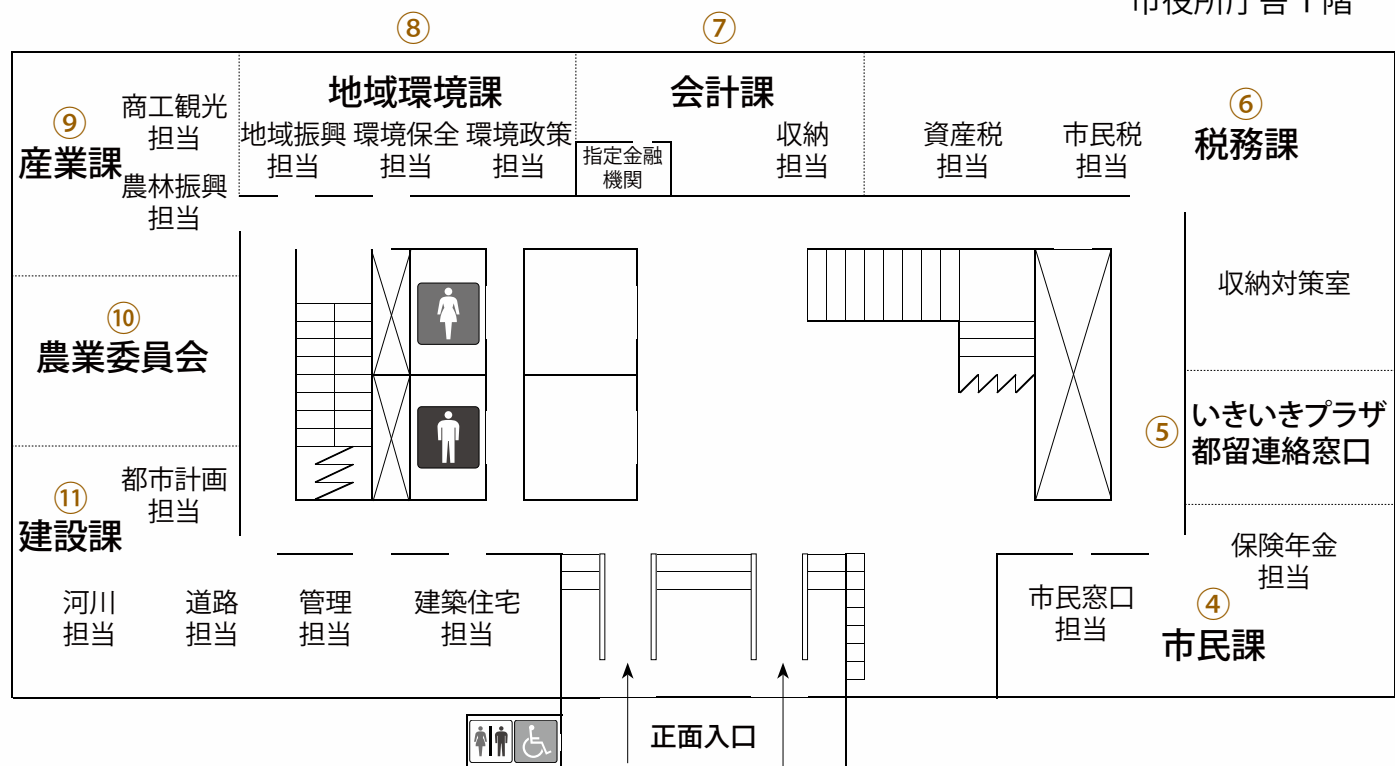 市役所庁舎1階
⑧
⑦
地域環境課
会計課
⑥
税務課
⑨
産業課
商工観光
担当
農林振興
担当
地域振興
担当
環境保全
担当
環境政策
担当
指定金融
機関
収納
担当
資産税
担当
市民税
担当
収納対策室
⑩
農業委員会
⑤
いきいきプラザ
都留連絡窓口
⑪
建設課
都市計画
担当
河川
担当
道路
担当
管理
担当
建築住宅
担当
保険年金
担当
市民窓口
担当
④
市民課
正面入口